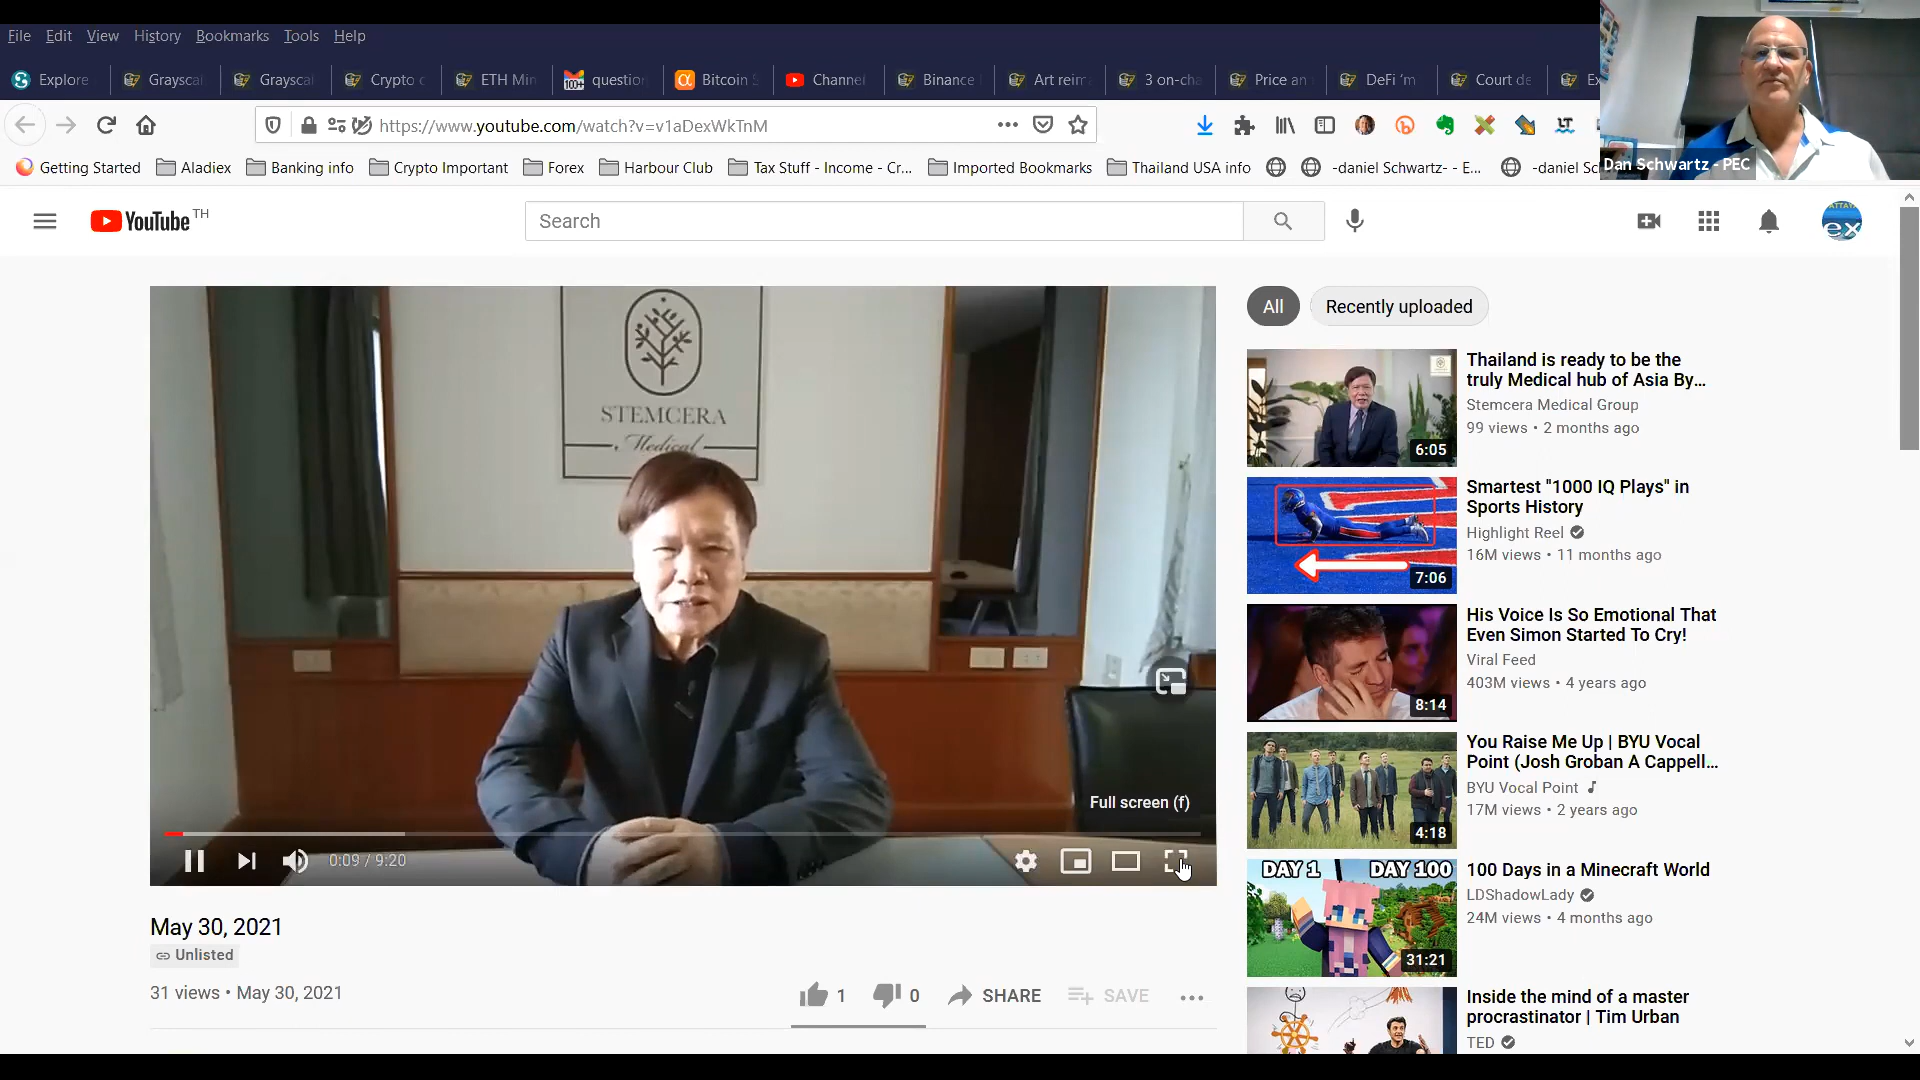 File Edit View History Bookmarks Tools Help
Explore Grayscal Grayscal Crypto ETH Min question Bitcoin S Channel Binance Art reim 3 on-cha Price an DeFi ‘m Court de Ex
https://www.youtube.com/watch?v=v1aDexWkTnM
Dan Schwartz - PEC
Getting Started Aladiex Banking info Crypto Important Forex Harbour Club Tax Stuff - Income - Cr... Imported Bookmarks Thailand USA info -daniel Schwartz- - E... -daniel Sc
YouTube TH
Search
ex
STEMCERA
Medical
Full screen (f)
0:09 / 9:20
May 30, 2021
Unlisted
31 views • May 30, 2021
1 0 SHARE SAVE
All Recently uploaded
Thailand is ready to be the
truly Medical hub of Asia By...
Stemcera Medical Group
99 views • 2 months ago
6:05
Smartest "1000 IQ Plays" in
Sports History
Highlight Reel
16M views • 11 months ago
7:06
His Voice Is So Emotional That
Even Simon Started To Cry!
Viral Feed
403M views • 4 years ago
8:14
You Raise Me Up | BYU Vocal
Point (Josh Groban A Cappell...
BYU Vocal Point
17M views • 2 years ago
4:18
DAY 1 DAY 100
100 Days in a Minecraft World
LDShadowLady
24M views • 4 months ago
31:21
Inside the mind of a master
procrastinator | Tim Urban
TED